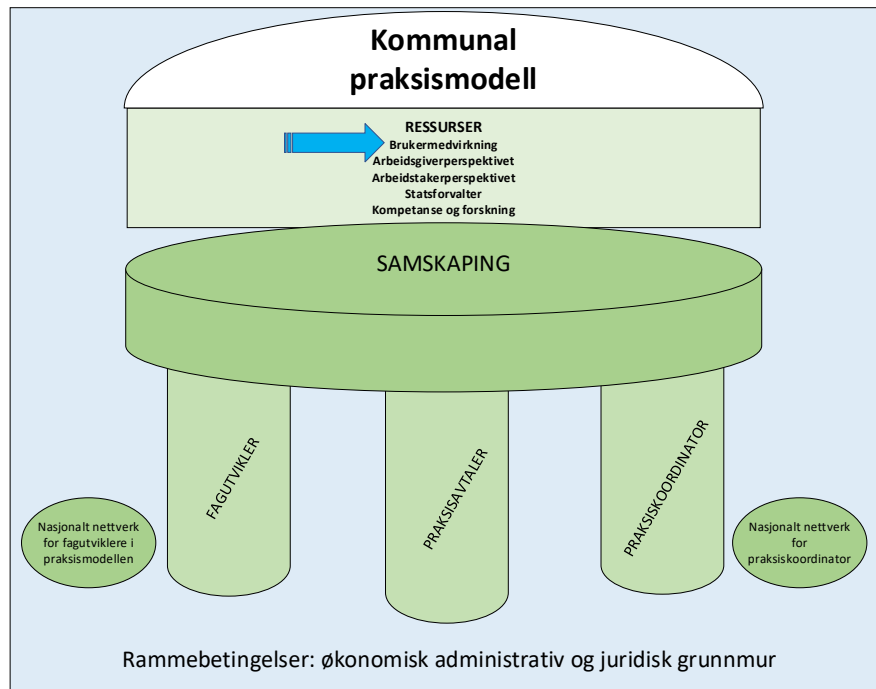 Kommunal
praksismodell
RESSURSER
Brukermedvirkning
Arbeidsgiverperspektivet
Arbeidstakerperspektivet
Statsforvalter
Kompetanse og forskning
SAMSKAPING
FAGUTVIKLER
PRAKSISAVTALER
PRAKSISKOORDINATOR
Nasjonalt nettverk
for fagutviklere i
praksismodellen
Nasjonalt nettverk
for
praksiskoordinator
Rammebetingelser: økonomisk administrativ og juridisk grunnmur